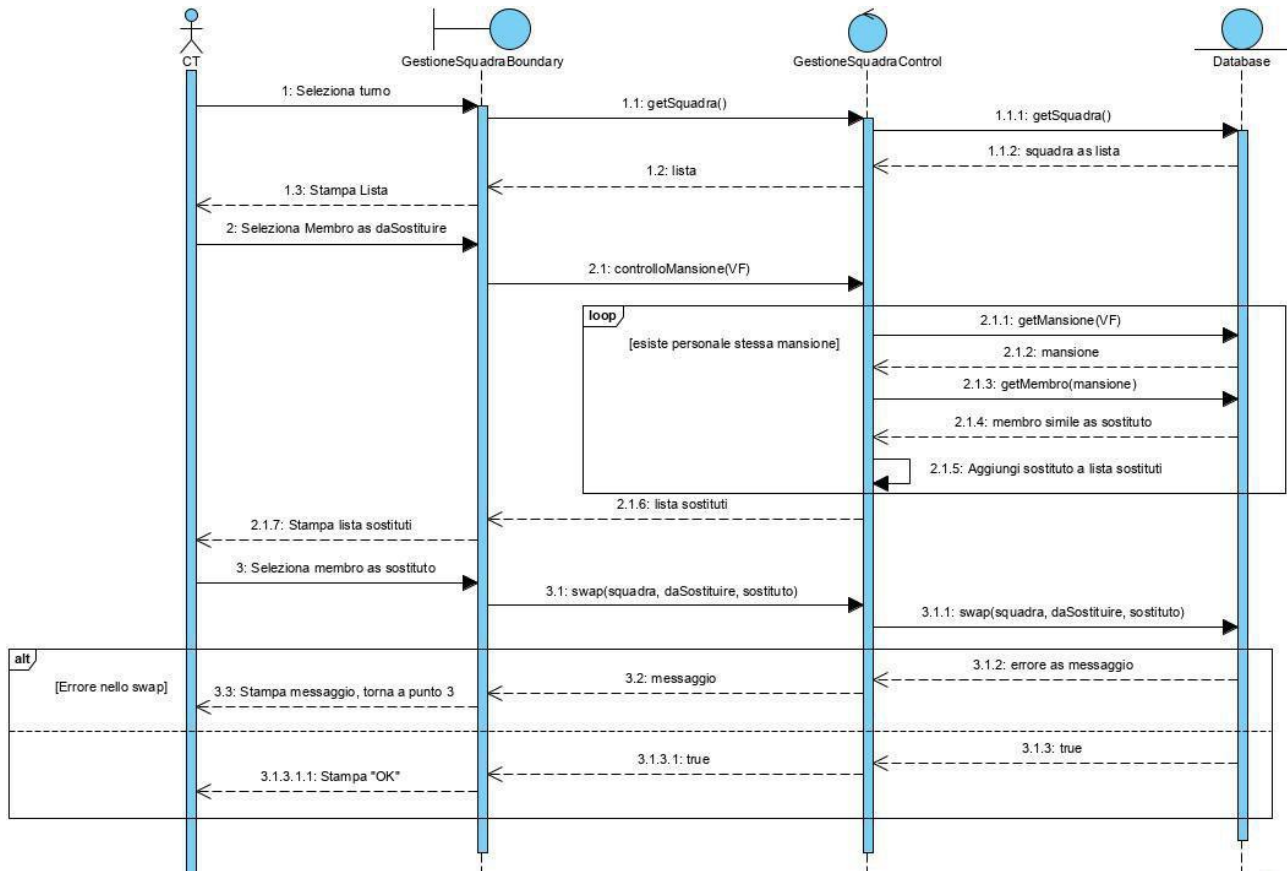 CT
GestioneSquadraBoundary
GestioneSquadraControl
Database
1: Seleziona turno
1.1: getSquadra()
1.1.1: getSquadra()
1.1.2: squadra as lista
1.2: lista
1.3: Stampa Lista
2: Seleziona Membro as daSostituire
2.1: controlloMansione(VF)
loop
[esiste personale stessa mansione]
2.1.1: getMansione(VF)
2.1.2: mansione
2.1.3: getMembro(mansione)
2.1.4: membro simile as sostituto
2.1.5: Aggiungi sostituto a lista sostituti
2.1.6: lista sostituti
2.1.7: Stampa lista sostituti
3: Seleziona membro as sostituto
3.1: swap(squadra, daSostituire, sostituto)
3.1.1: swap(squadra, daSostituire, sostituto)
alt
[Errore nello swap]
3.1.2: errore as messaggio
3.2: messaggio
3.3: Stampa messaggio, torna a punto 3
3.1.3: true
3.1.3.1: true
3.1.3.1.1: Stampa "OK"